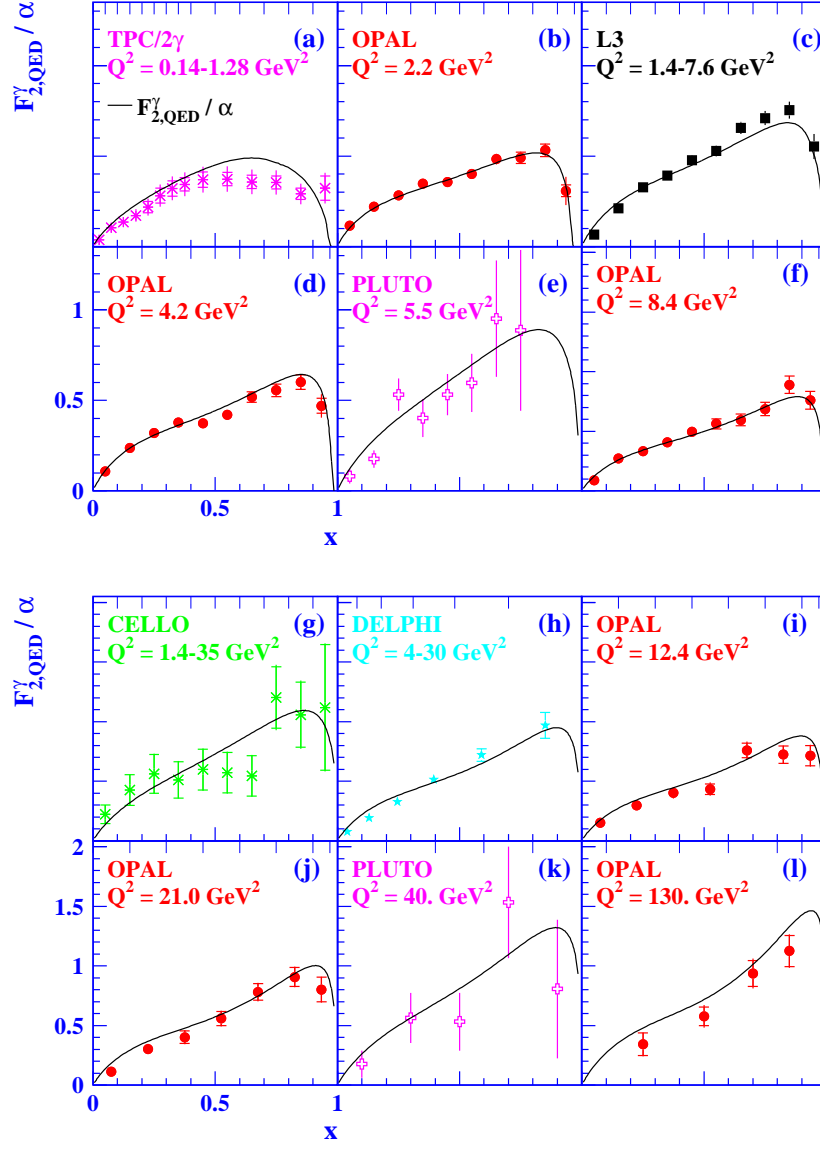 F₂,QEDᵞ / α
TPC/2γ (a)
Q² = 0.14-1.28 GeV²
F₂,QEDᵞ / α
OPAL (b)
Q² = 2.2 GeV²
L3 (c)
Q² = 1.4-7.6 GeV²
OPAL (d)
Q² = 4.2 GeV²
PLUTO (e)
Q² = 5.5 GeV²
OPAL (f)
Q² = 8.4 GeV²
1
0.5
0
0 0.5 1
x
F₂,QEDᵞ / α
CELLO (g)
Q² = 1.4-35 GeV²
DELPHI (h)
Q² = 4-30 GeV²
OPAL (i)
Q² = 12.4 GeV²
OPAL (j)
Q² = 21.0 GeV²
PLUTO (k)
Q² = 40. GeV²
OPAL (l)
Q² = 130. GeV²
2
1.5
1
0.5
0
0 0.5 1
x